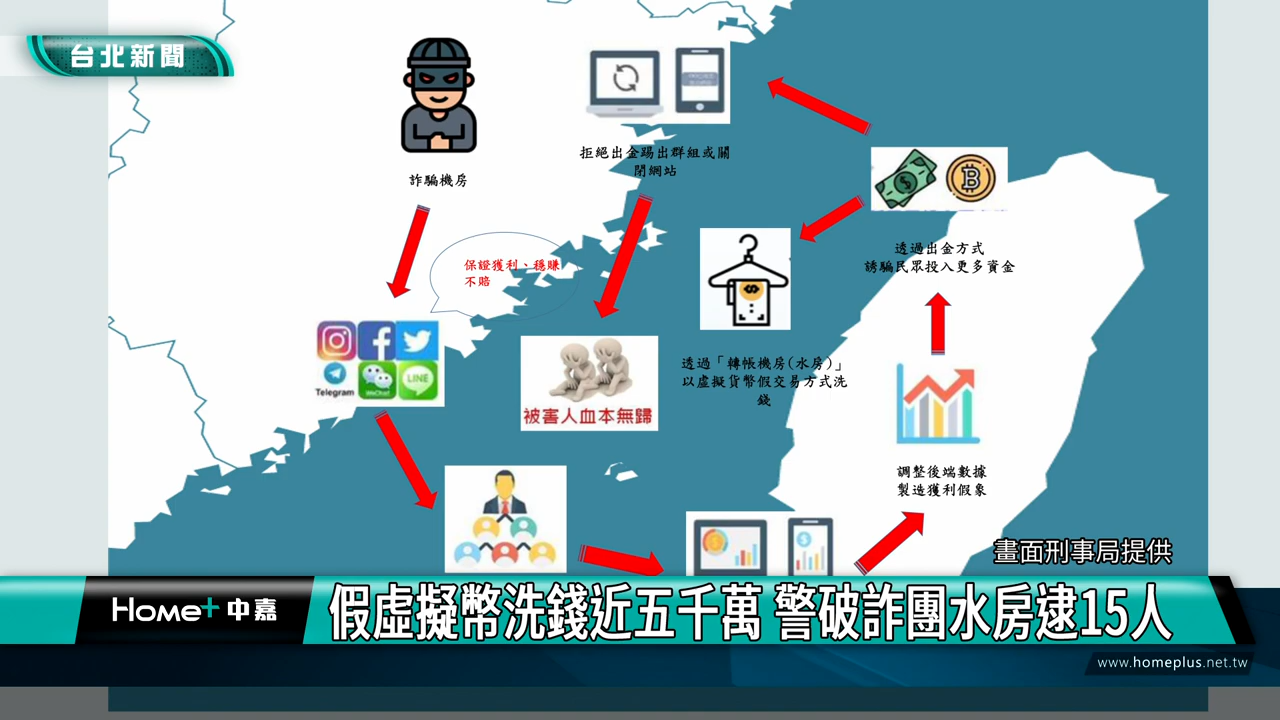 台北新聞
詐騙機房
拒絕出金踢出群組或關
閉網站
保證獲利、穩賺
不賠
透過出金方式
誘騙民眾投入更多資金
Telegram
WeChat
LINE
被害人血本無歸
透過「轉帳機房(水房)」
以虛擬貨幣假交易方式洗
錢
調整後端數據
製造獲利假象
畫面刑事局提供
Home+中嘉
假虛擬幣洗錢近五千萬 警破詐團水房逮15人
www.homeplus.net.tw